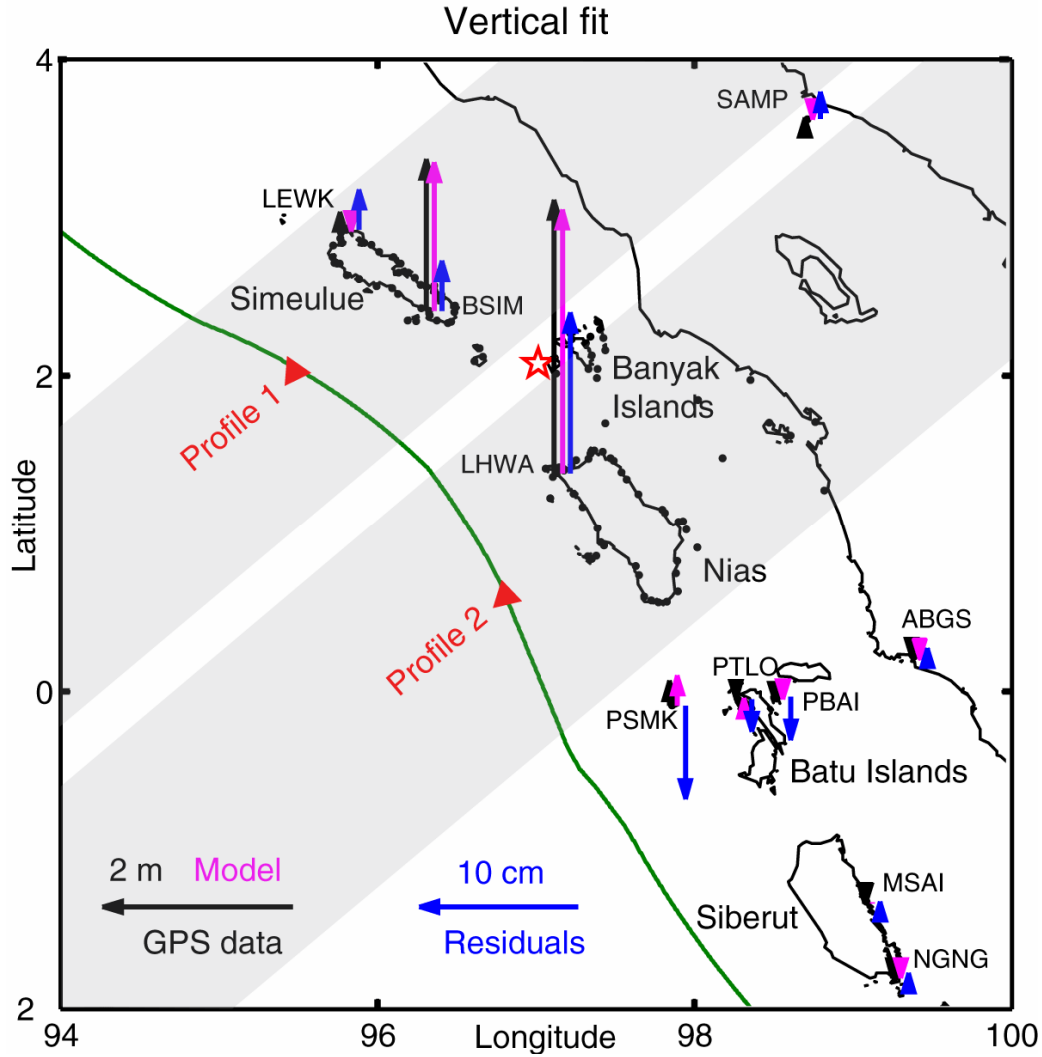 Vertical fit
4
SAMP
LEWK
Simeulue
BSIM
2
Banyak
Islands
Profile 1
LHWA
Latitude
Nias
Profile 2
ABGS
0
PTLO
PSMK
PBAI
Batu Islands
2 m Model
10 cm
MSAI
GPS data
Residuals
Siberut
NGNG
2
94 96 98 100
Longitude